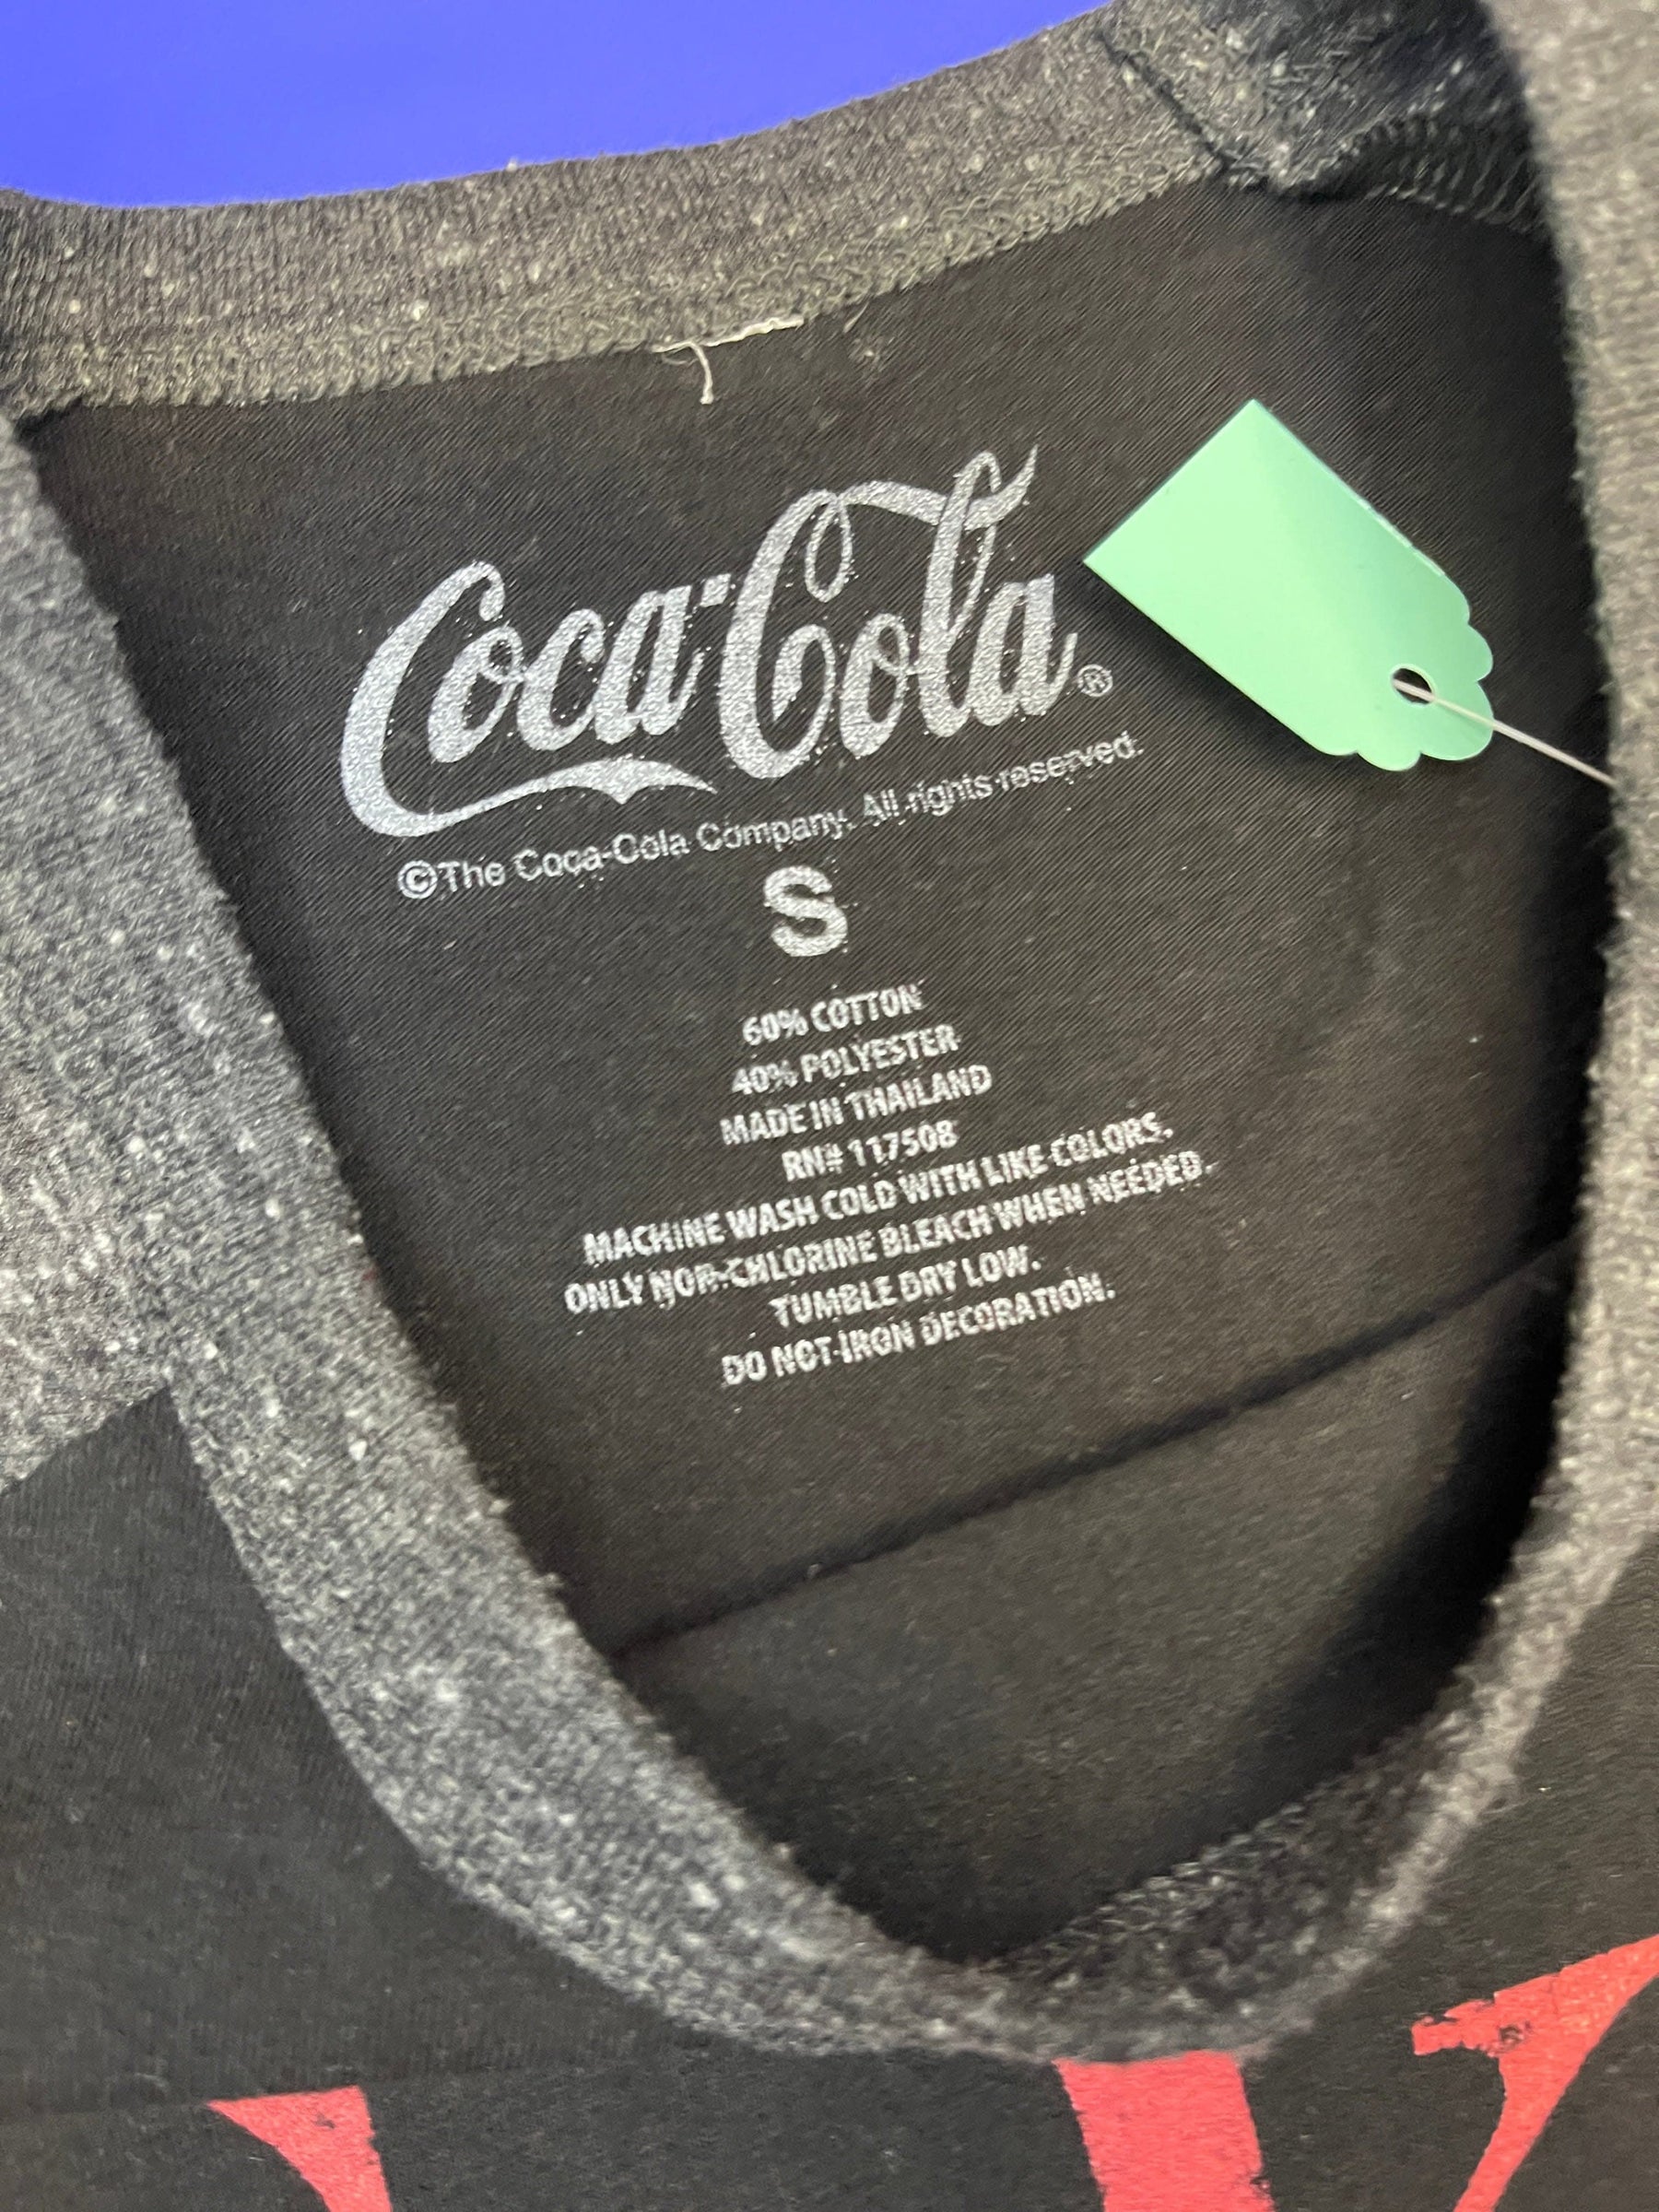 Coca-Cola®
©The Coca-Cola Company. All rights reserved.
S
60% COTTON
40% POLYESTER
MADE IN THAILAND
RN# 117508
MACHINE WASH COLD WITH LIKE COLORS.
ONLY NON-CHLORINE BLEACH WHEN NEEDED.
TUMBLE DRY LOW.
DO NOT IRON DECORATION.